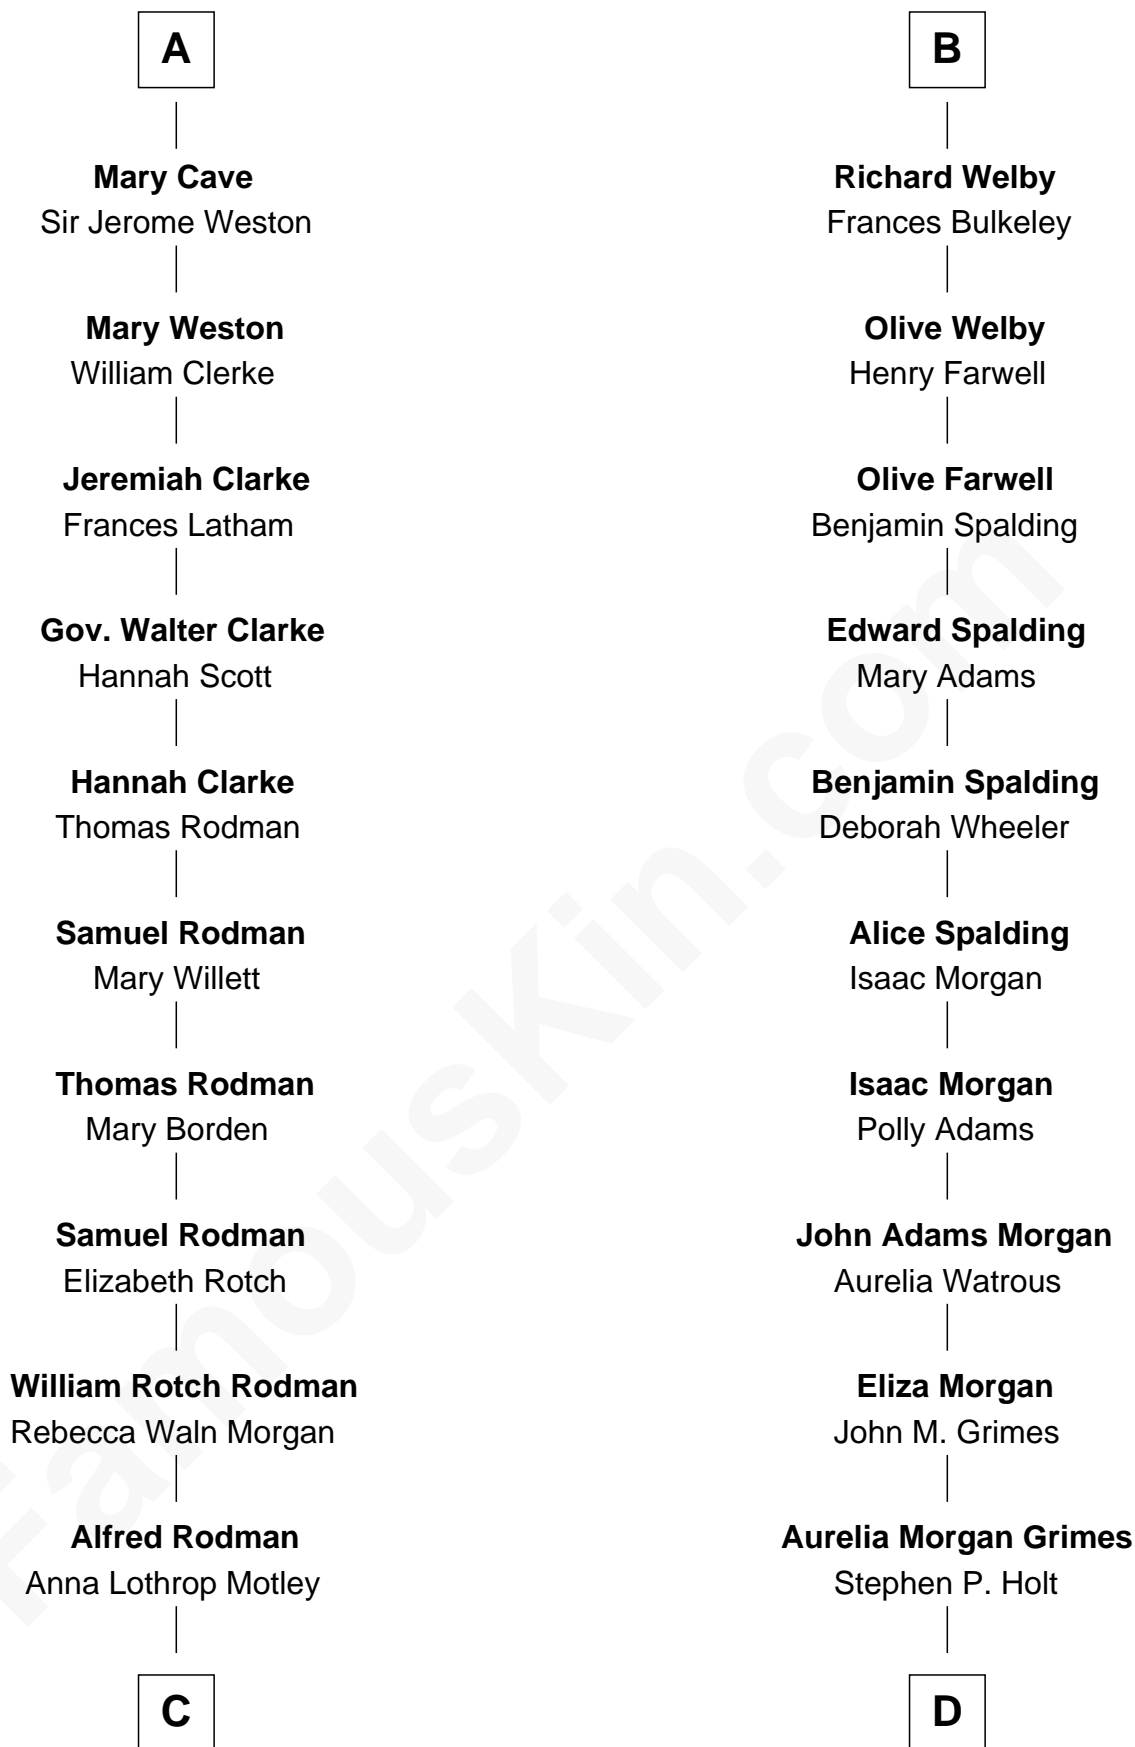 A
Mary Cave
Sir Jerome Weston
Mary Weston
William Clerke
Jeremiah Clarke
Frances Latham
Gov. Walter Clarke
Hannah Scott
Hannah Clarke
Thomas Rodman
Samuel Rodman
Mary Willett
Thomas Rodman
Mary Borden
Samuel Rodman
Elizabeth Rotch
William Rotch Rodman
Rebecca Waln Morgan
Alfred Rodman
Anna Lothrop Motley
C
B
Richard Welby
Frances Bulkeley
Olive Welby
Henry Farwell
Olive Farwell
Benjamin Spalding
Edward Spalding
Mary Adams
Benjamin Spalding
Deborah Wheeler
Alice Spalding
Isaac Morgan
Isaac Morgan
Polly Adams
John Adams Morgan
Aurelia Watrous
Eliza Morgan
John M. Grimes
Aurelia Morgan Grimes
Stephen P. Holt
D
FamousKin.com